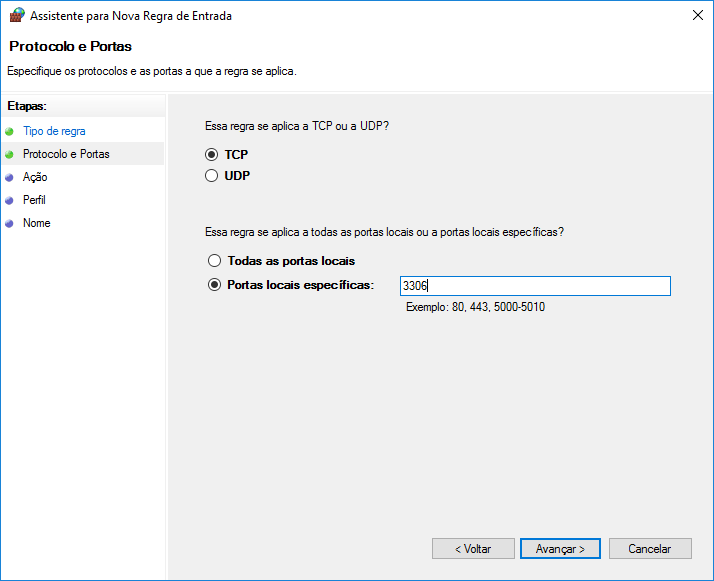 Assistente para Nova Regra de Entrada
Protocolo e Portas
Especifique os protocolos e as portas a que a regra se aplica.
Etapas:
Tipo de regra
Protocolo e Portas
Ação
Perfil
Nome
Essa regra se aplica a TCP ou a UDP?
TCP
UDP
Essa regra se aplica a todas as portas locais ou a portas locais específicas?
Todas as portas locais
Portas locais específicas: 3306
Exemplo: 80, 443, 5000-5010
< Voltar Avançar > Cancelar